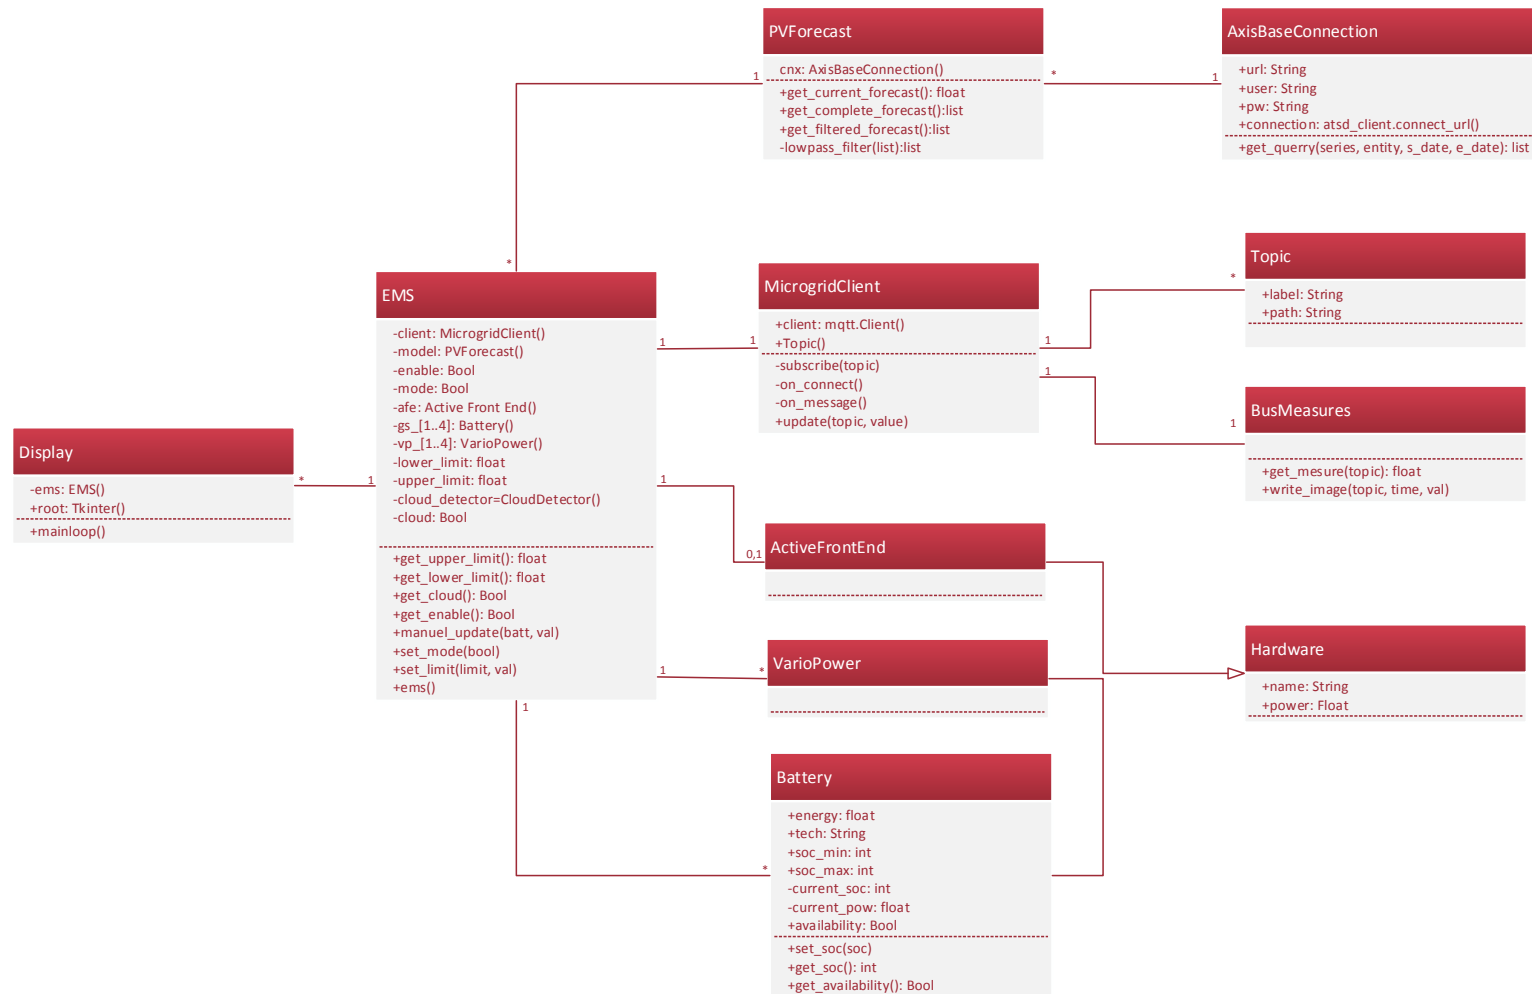 PVForecast
cnx: AxisBaseConnection()
+get_current_forecast(): float
+get_complete_forecast():list
+get_filtered_forecast():list
-lowpass_filter(list):list
1
*
*
1
AxisBaseConnection
+url: String
+user: String
+pw: String
+connection: atsd_client.connect_url()
+get_querry(series, entity, s_date, e_date): list
EMS
-client: MicrogridClient()
-model: PVForecast()
-enable: Bool
-mode: Bool
-afe: Active Front End()
-gs_[1..4]: Battery()
-vp_[1..4]: VarioPower()
-lower_limit: float
-upper_limit: float
-cloud_detector=CloudDetector()
-cloud: Bool
+get_upper_limit(): float
+get_lower_limit(): float
+get_cloud(): Bool
+get_enable(): Bool
+manuel_update(batt, val)
+set_mode(bool)
+set_limit(limit, val)
+ems()
1
1
MicrogridClient
+client: mqtt.Client()
+Topic()
-subscribe(topic)
-on_connect()
-on_message()
+update(topic, value)
1
*
Topic
+label: String
+path: String
1
1
BusMeasures
+get_mesure(topic): float
+write_image(topic, time, val)
Display
-ems: EMS()
+root: Tkinter()
+mainloop()
*
1
1
0,1
ActiveFrontEnd
1
*
VarioPower
Hardware
+name: String
+power: Float
1
*
Battery
+energy: float
+tech: String
+soc_min: int
+soc_max: int
-current_soc: int
-current_pow: float
+availability: Bool
+set_soc(soc)
+get_soc(): int
+get_availability(): Bool